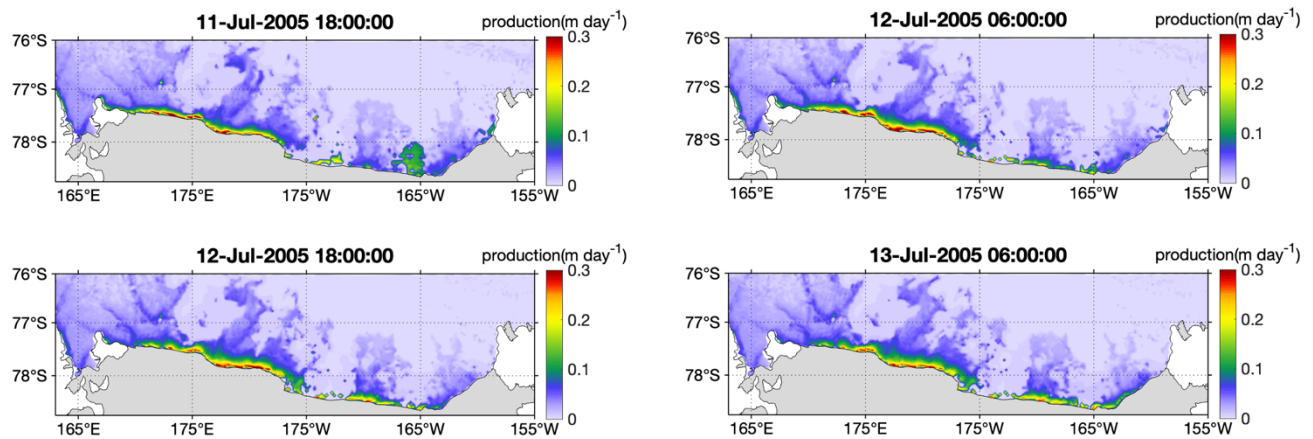 11-Jul-2005 18:00:00 production(m day⁻¹)
76°S
77°S
78°S
165°E 175°E 175°W 165°W 155°W
0.3
0.2
0.1
0
12-Jul-2005 06:00:00 production(m day⁻¹)
76°S
77°S
78°S
165°E 175°E 175°W 165°W 155°W
0.3
0.2
0.1
0
12-Jul-2005 18:00:00 production(m day⁻¹)
76°S
77°S
78°S
165°E 175°E 175°W 165°W 155°W
0.3
0.2
0.1
0
13-Jul-2005 06:00:00 production(m day⁻¹)
76°S
77°S
78°S
165°E 175°E 175°W 165°W 155°W
0.3
0.2
0.1
0